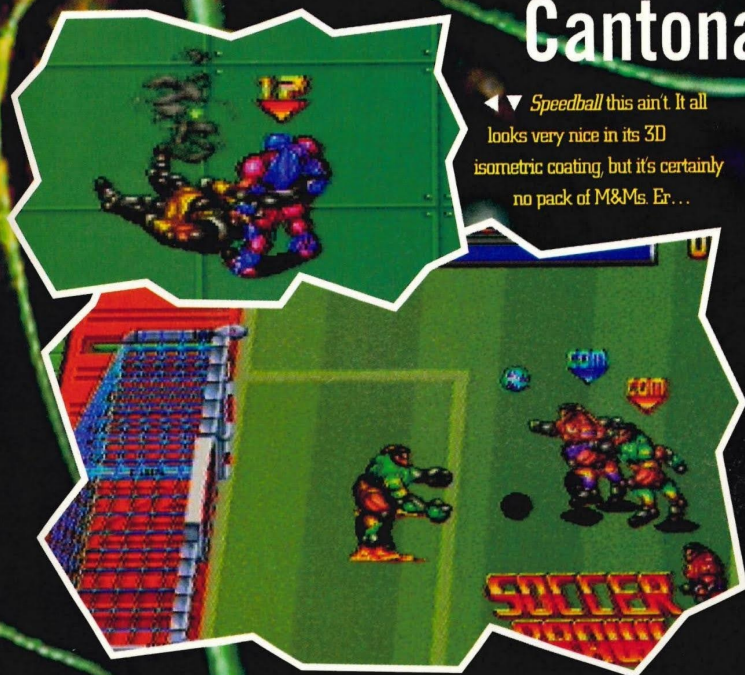 Cantona
◀ ▼ Speedball this ain't. It all
looks very nice in its 3D
isometric coating, but it's certainly
no pack of M&Ms. Er...
COM
COM
SOCCER
BRAWL